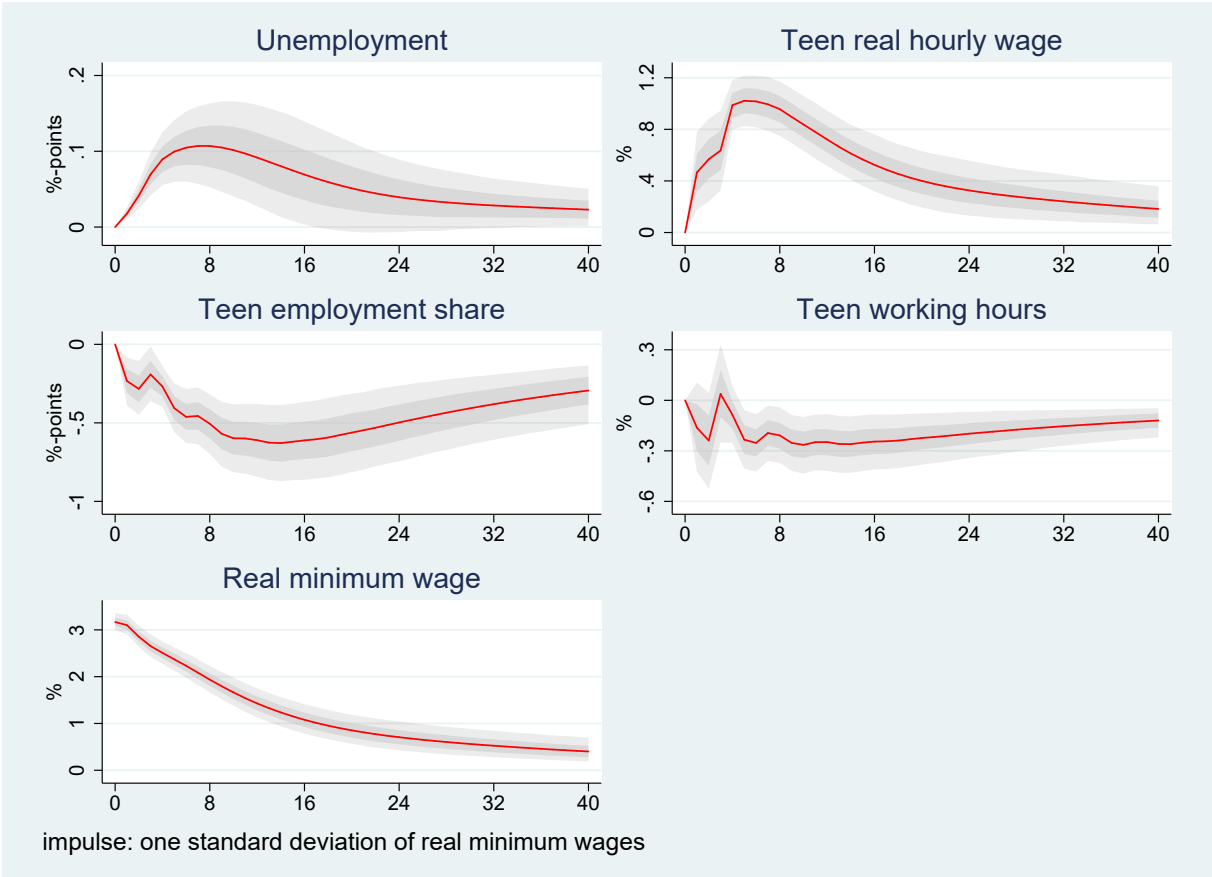 Unemployment
.2
.1
0
%-points
0 8 16 24 32 40
Teen real hourly wage
1.2
.8
.4
0
%
0 8 16 24 32 40
Teen employment share
0
-.5
-1
%-points
0 8 16 24 32 40
Teen working hours
.3
0
-.3
-.6
%
0 8 16 24 32 40
Real minimum wage
3
2
1
0
%
0 8 16 24 32 40
impulse: one standard deviation of real minimum wages